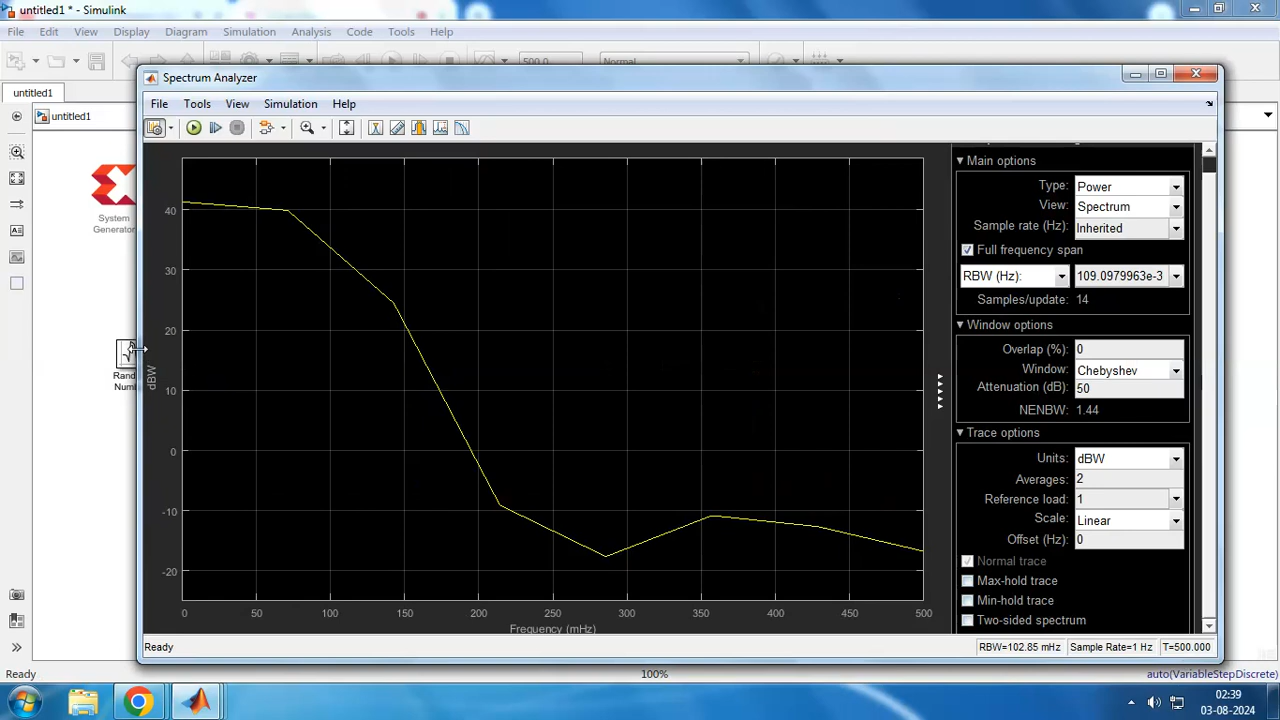 untitled1 * - Simulink
File Edit View Display Diagram Simulation Analysis Code Tools Help
500.0 Normal
untitled1
untitled1
System
Generator
Rand
Num
Spectrum Analyzer
File Tools View Simulation Help
40
30
20
10
0
-10
-20
dBW
0 50 100 150 200 250 300 350 400 450 500
Frequency (mHz)
Main options
Type: Power
View: Spectrum
Sample rate (Hz): Inherited
Full frequency span
RBW (Hz): 109.0979963e-3
Samples/update: 14
Window options
Overlap (%): 0
Window: Chebyshev
Attenuation (dB): 50
NENBW: 1.44
Trace options
Units: dBW
Averages: 2
Reference load: 1
Scale: Linear
Offset (Hz): 0
Normal trace
Max-hold trace
Min-hold trace
Two-sided spectrum
Ready RBW=102.85 mHz Sample Rate=1 Hz T=500.000
Ready 100% auto(VariableStepDiscrete)
02:39
03-08-2024